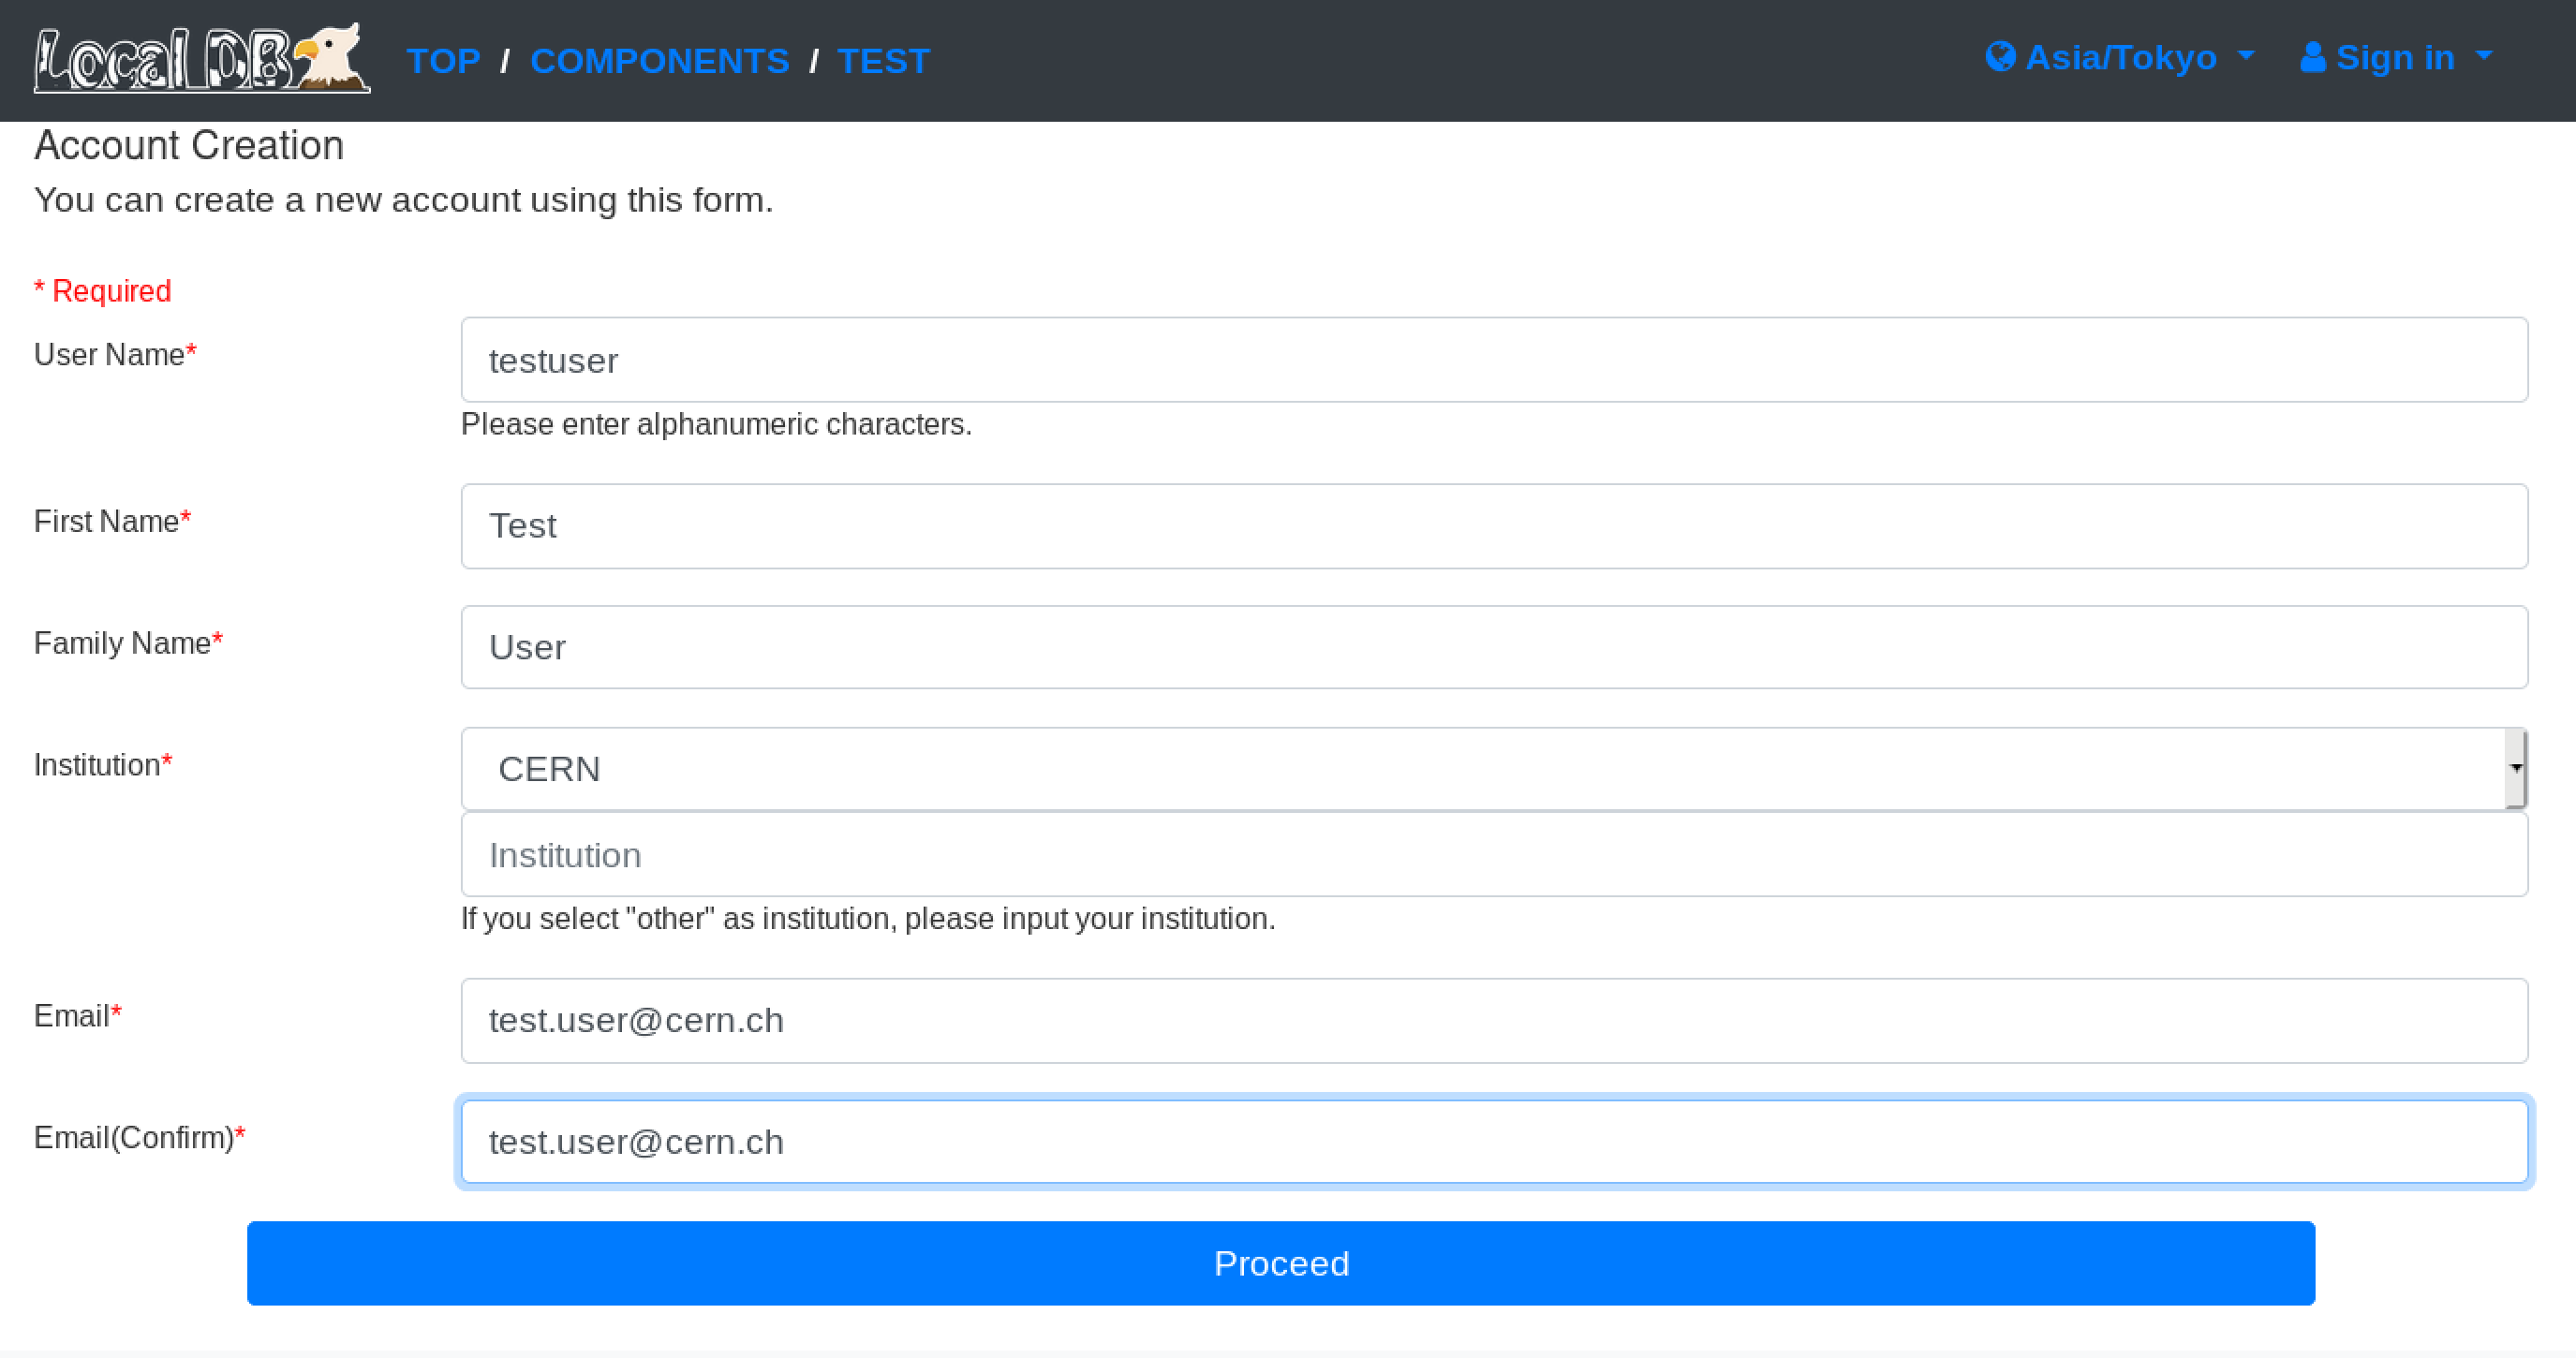 Local DB TOP / COMPONENTS / TEST Asia/Tokyo Sign in
Account Creation
You can create a new account using this form.
* Required
User Name* testuser
Please enter alphanumeric characters.
First Name* Test
Family Name* User
Institution* CERN
Institution
If you select "other" as institution, please input your institution.
Email* test.user@cern.ch
Email(Confirm)* test.user@cern.ch
Proceed